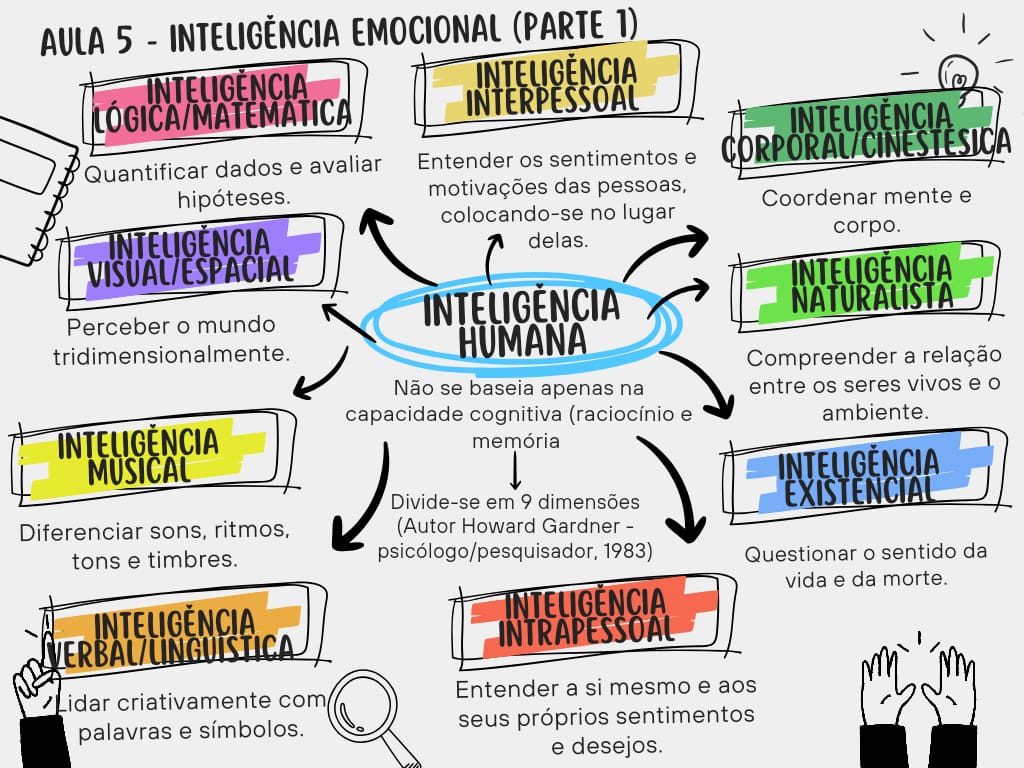 AULA 5 - INTELIGÊNCIA EMOCIONAL (PARTE 1)
INTELIGÊNCIA
LÓGICA/MATEMÁTICA
Quantificar dados e avaliar
hipóteses.
INTELIGÊNCIA
INTERPESSOAL
Entender os sentimentos e
motivações das pessoas,
colocando-se no lugar
delas.
INTELIGÊNCIA
CORPORAL/CINESTÉSICA
Coordenar mente e
corpo.
INTELIGÊNCIA
VISUAL/ESPACIAL
Perceber o mundo
tridimensionalmente.
INTELIGÊNCIA
HUMANA
Não se baseia apenas na
capacidade cognitiva (raciocínio e
memória
Divide-se em 9 dimensões
(Autor Howard Gardner -
psicólogo/pesquisador, 1983)
INTELIGÊNCIA
NATURALISTA
Compreender a relação
entre os seres vivos e o
ambiente.
INTELIGÊNCIA
MUSICAL
Diferenciar sons, ritmos,
tons e timbres.
INTELIGÊNCIA
EXISTENCIAL
Questionar o sentido da
vida e da morte.
INTELIGÊNCIA
VERBAL/LINGUÍSTICA
Lidar criativamente com
palavras e símbolos.
INTELIGÊNCIA
INTRAPESSOAL
Entender a si mesmo e aos
seus próprios sentimentos
e desejos.